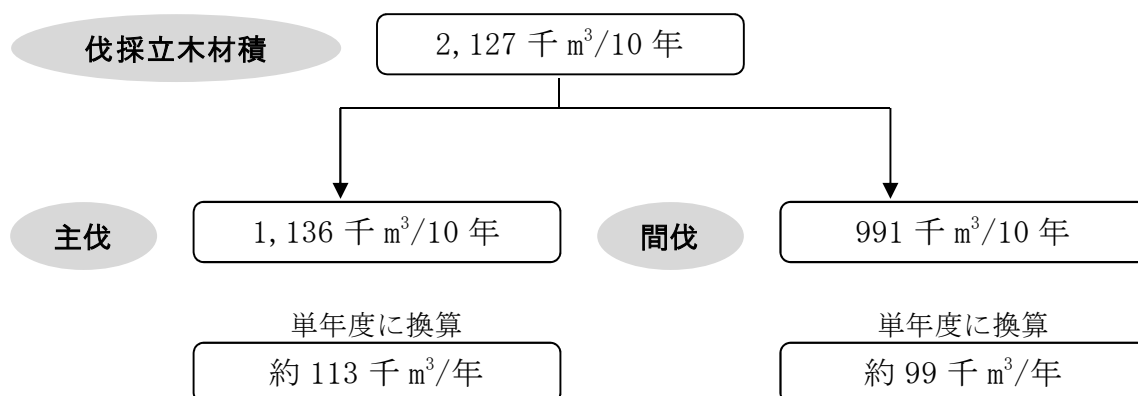 伐採立木材積
2,127 千 m³/10 年
主伐
1,136 千 m³/10 年
間伐
991 千 m³/10 年
単年度に換算
単年度に換算
約 113 千 m³/年
約 99 千 m³/年